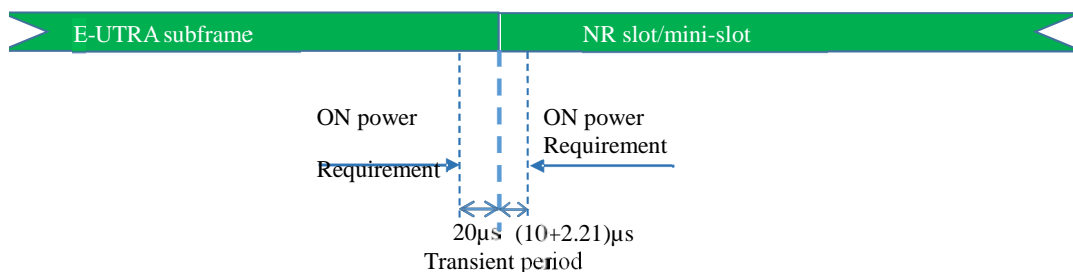 E-UTRA subframe
NR slot/mini-slot
ON power
Requirement
ON power
Requirement
20µs
(10+2.21)µs
Transient period